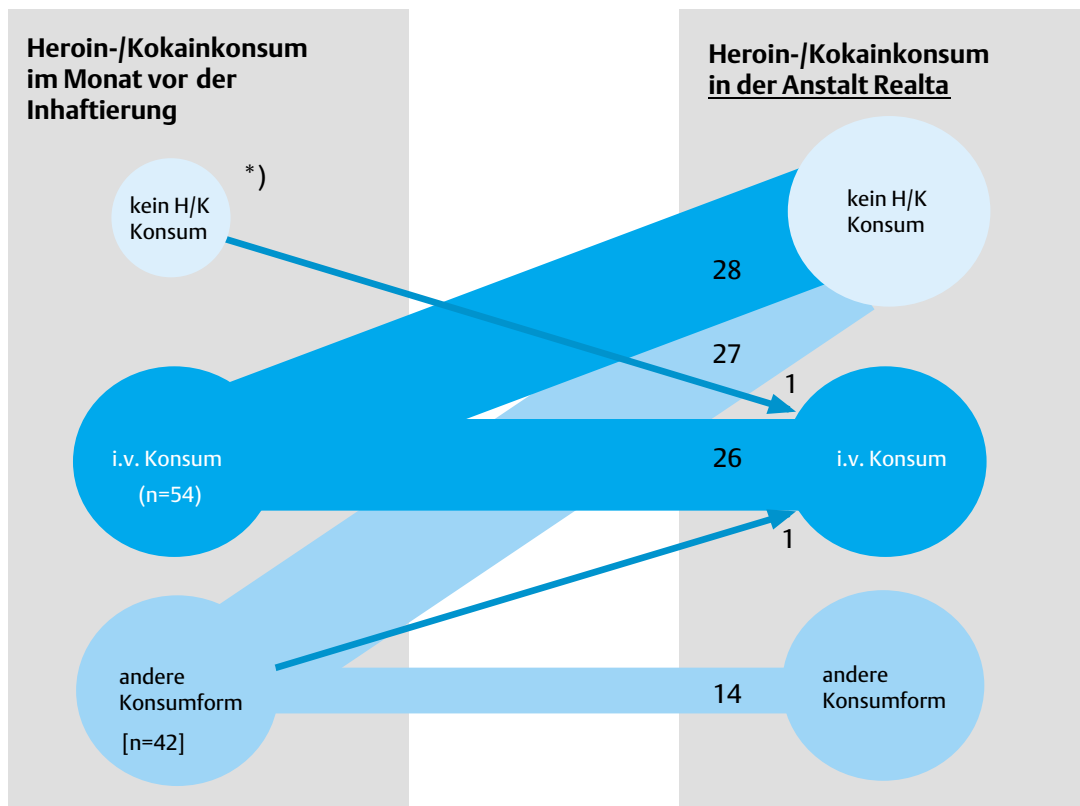 Heroin-/Kokainkonsum
im Monat vor der
Inhaftierung
*)
kein H/K
Konsum
i.v. Konsum
(n=54)
andere
Konsumform
[n=42]
28
27
1
26
1
14
Heroin-/Kokainkonsum
in der Anstalt Realta
kein H/K
Konsum
i.v. Konsum
andere
Konsumform